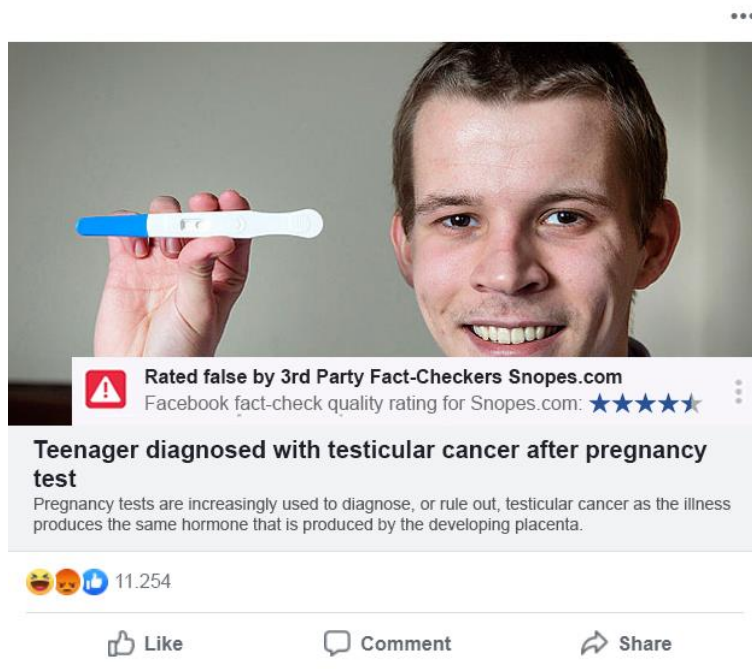 Rated false by 3rd Party Fact-Checkers Snopes.com
Facebook fact-check quality rating for Snopes.com:
Teenager diagnosed with testicular cancer after pregnancy
test
Pregnancy tests are increasingly used to diagnose, or rule out, testicular cancer as the illness
produces the same hormone that is produced by the developing placenta.
11.254
Like Comment Share